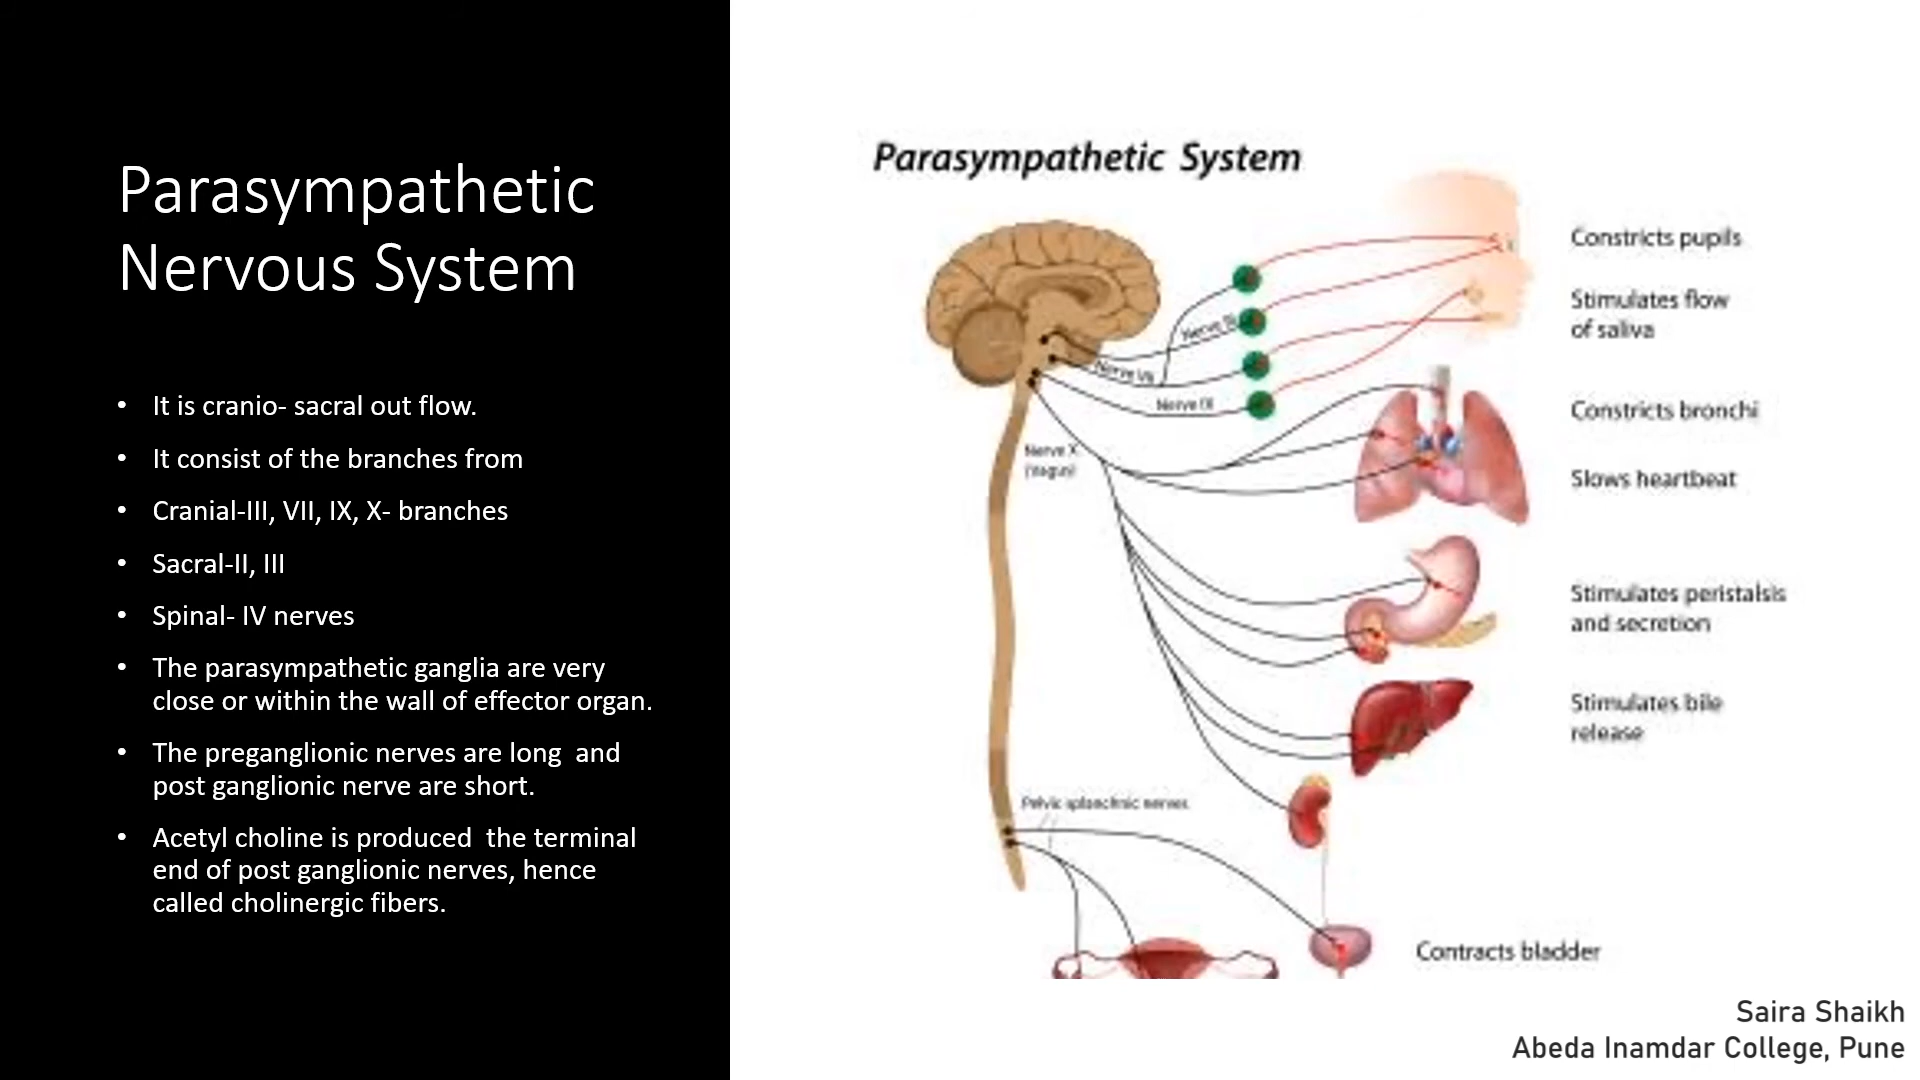 Parasympathetic
Nervous System
• It is cranio- sacral out flow.
• It consist of the branches from
• Cranial-III, VII, IX, X- branches
• Sacral-II, III
• Spinal- IV nerves
• The parasympathetic ganglia are very
close or within the wall of effector organ.
• The preganglionic nerves are long  and
post ganglionic nerve are short.
• Acetyl choline is produced  the terminal
end of post ganglionic nerves, hence
called cholinergic fibers.
Parasympathetic System
Constricts pupils
Stimulates flow
of saliva
Constricts bronchi
Slows heartbeat
Stimulates peristalsis
and secretion
Stimulates bile
release
Contracts bladder
Nerve III
Nerve VII
Nerve IX
Nerve X
(Vagus)
Pelvic splanchnic nerves
Saira Shaikh
Abeda Inamdar College, Pune